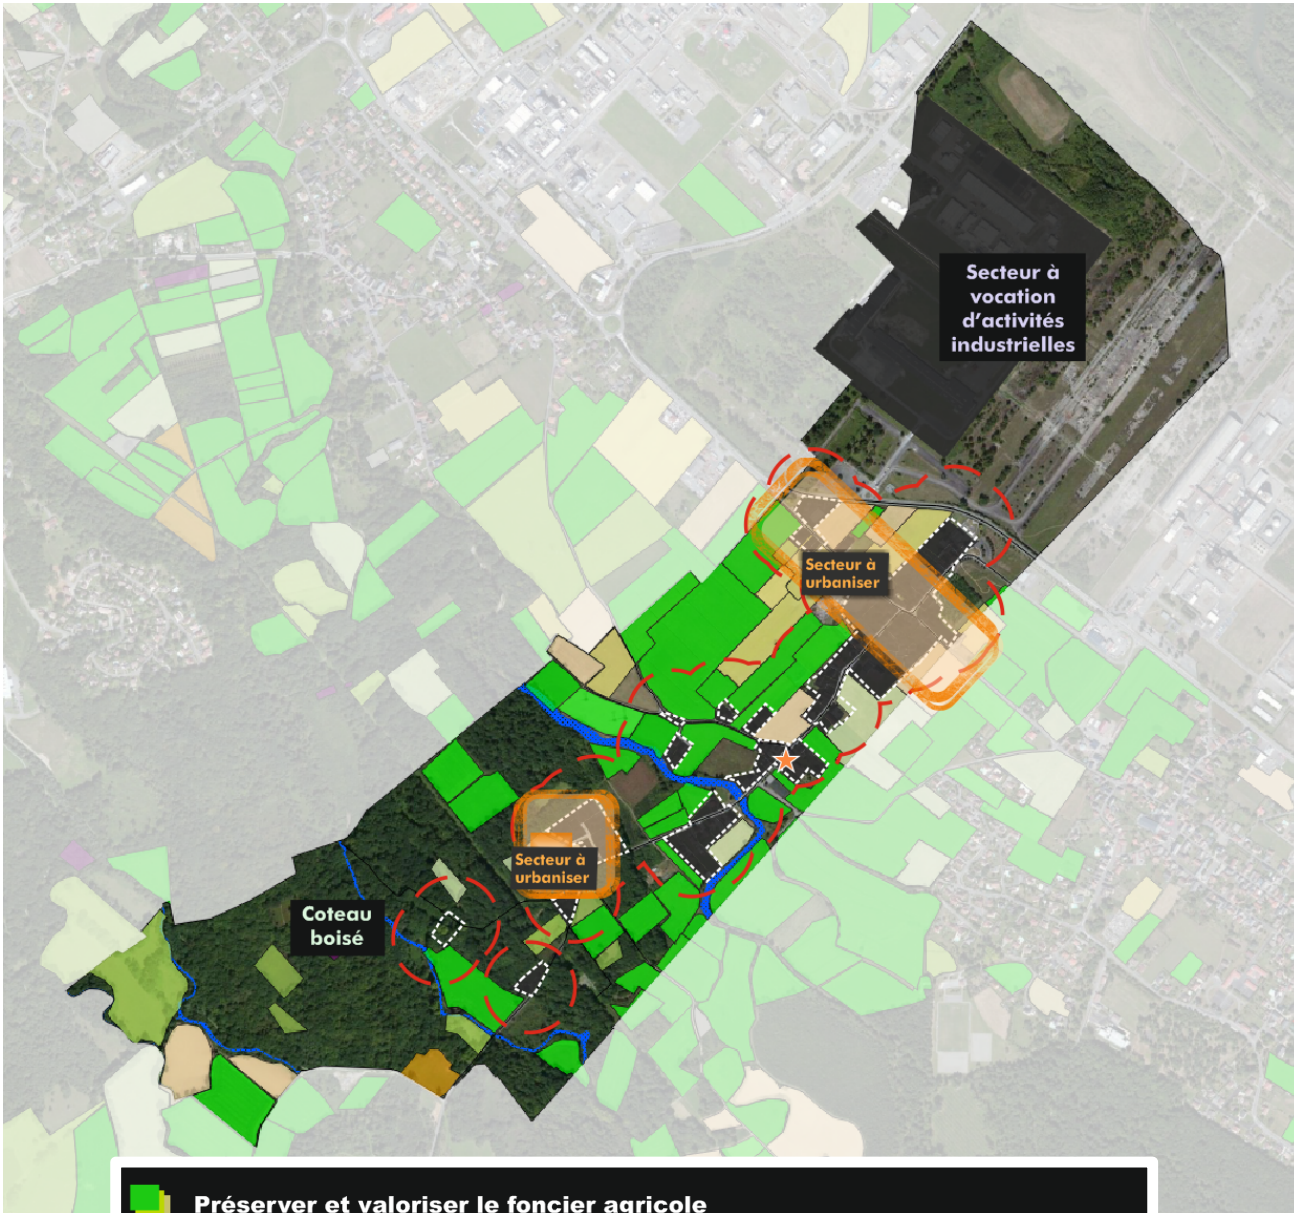 Secteur à
vocation
d'activités
industrielles
Secteur à
urbaniser
Secteur à
urbaniser
Coteau
boisé
Préserver et valoriser le foncier agricole